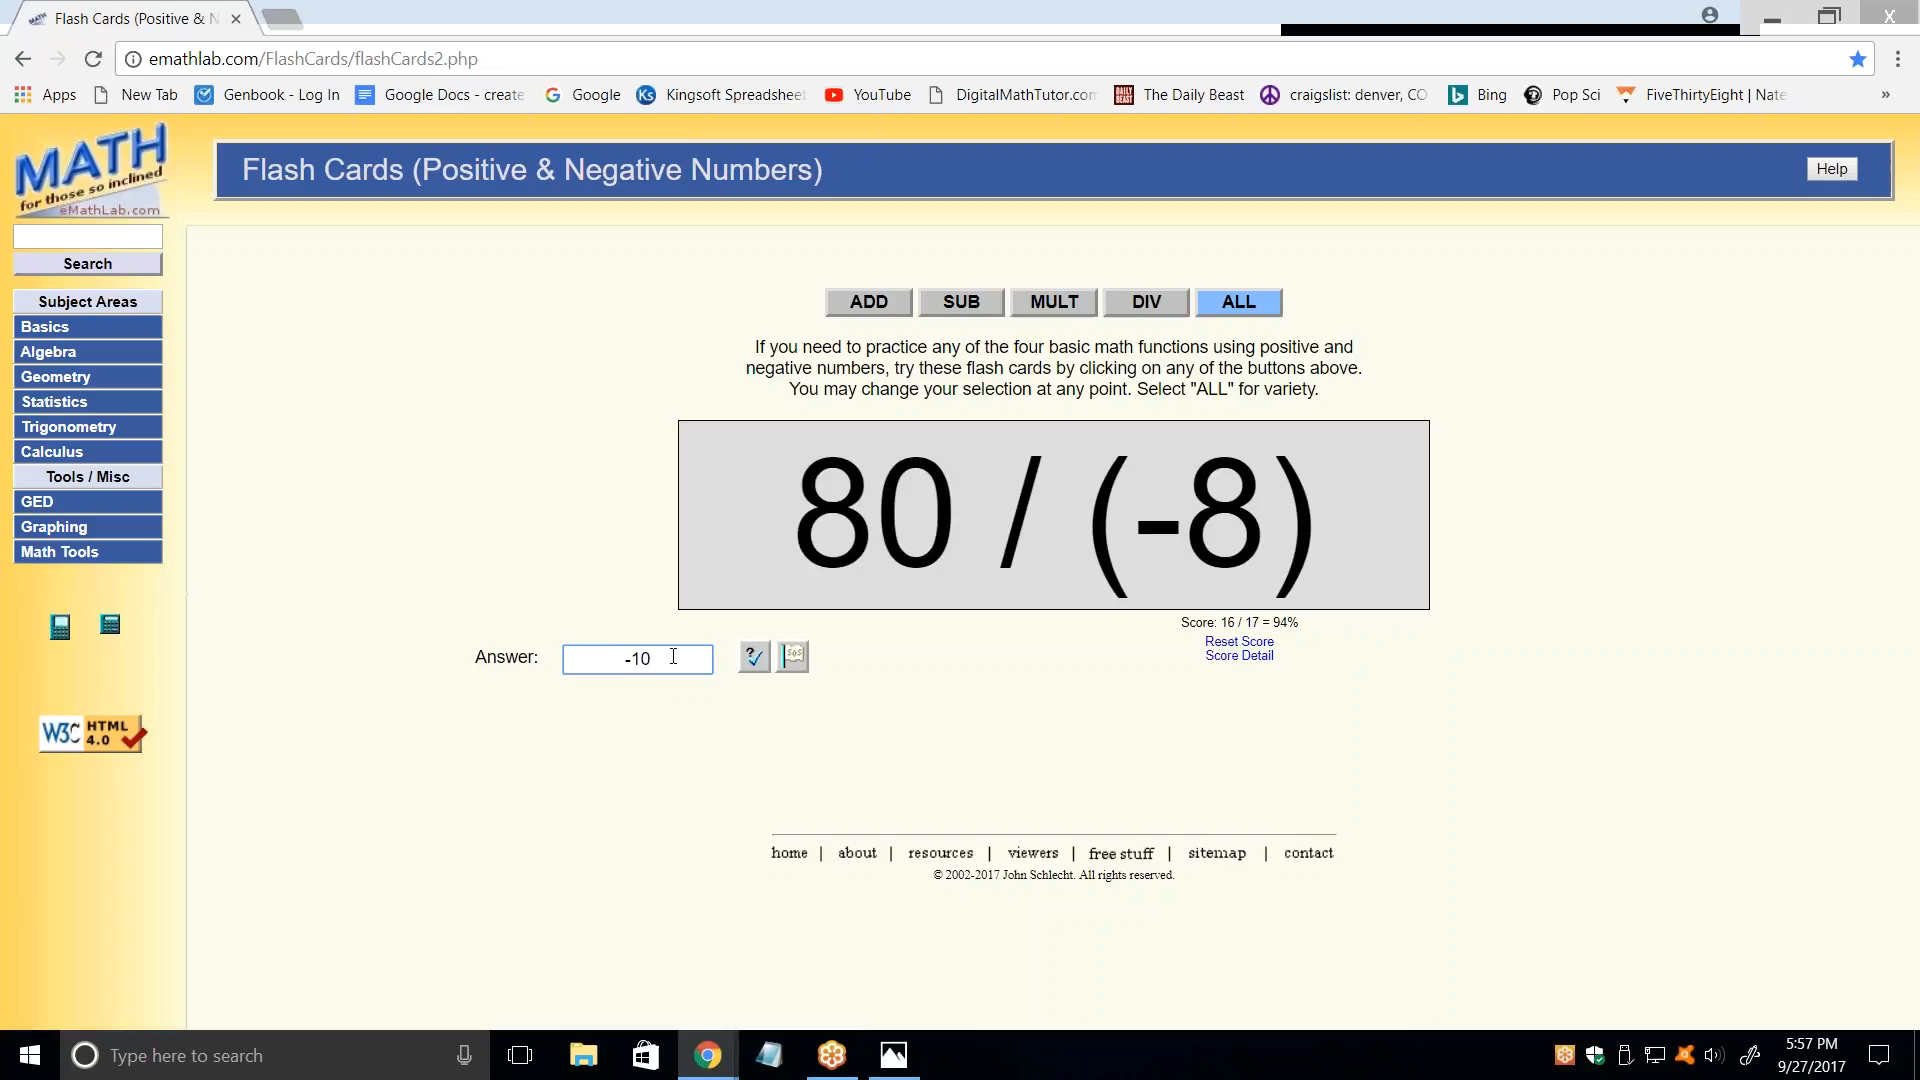 Flash Cards (Positive & N
emathlab.com/FlashCards/flashCards2.php
Apps
New Tab
Genbook - Log In
Google Docs - create
Google
Ks
Kingsoft Spreadsheet
YouTube
DigitalMathTutor.com
DAILY BEAST
The Daily Beast
craigslist: denver, CO
Bing
Pop Sci
FiveThirtyEight | Nate
»
MATH
for those so inclined
eMathLab.com
Flash Cards (Positive & Negative Numbers)
Help
Search
Subject Areas
Basics
Algebra
Geometry
Statistics
Trigonometry
Calculus
Tools / Misc
GED
Graphing
Math Tools
W3C HTML 4.0
ADD
SUB
MULT
DIV
ALL
If you need to practice any of the four basic math functions using positive and
negative numbers, try these flash cards by clicking on any of the buttons above.
You may change your selection at any point. Select "ALL" for variety.
80 / (-8)
Score: 16 / 17 = 94%
Reset Score
Score Detail
Answer:
-10
?
SOS
home | about | resources | viewers | free stuff | sitemap | contact
© 2002-2017 John Schlecht. All rights reserved.
Type here to search
5:57 PM
9/27/2017